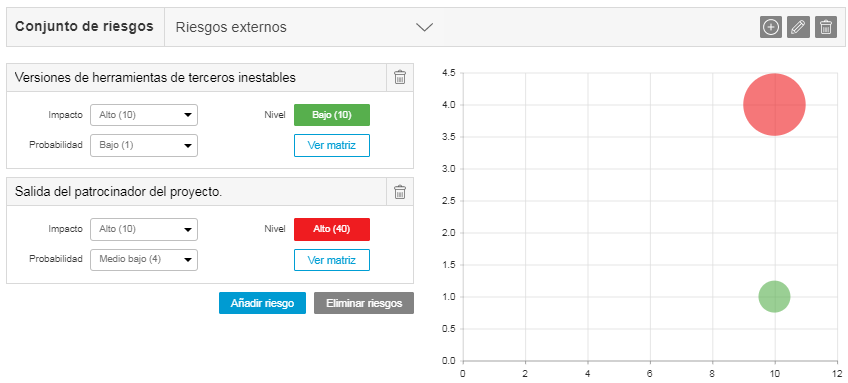 Conjunto de riesgos
Riesgos externos
Versiones de herramientas de terceros inestables
Impacto Alto (10) Nivel Bajo (10)
Probabilidad Bajo (1) Ver matriz
Salida del patrocinador del proyecto.
Impacto Alto (10) Nivel Alto (40)
Probabilidad Medio bajo (4) Ver matriz
Añadir riesgo Eliminar riesgos
4.5
4.0
3.5
3.0
2.5
2.0
1.5
1.0
0.5
0.0
0 2 4 6 8 10 12